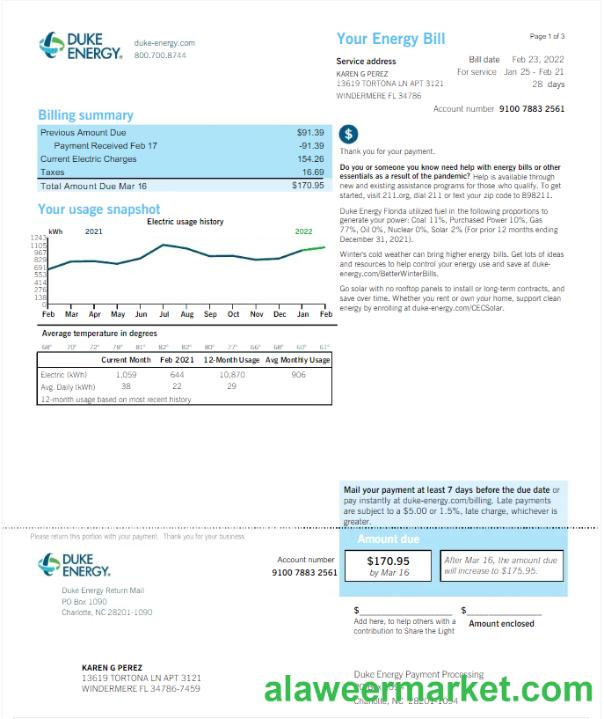 DUKE ENERGY.
duke-energy.com
800.700.8744
Your Energy Bill
Page 1 of 3
Service address
KAREN G PEREZ
13619 TORTONA LN APT 3121
WINDERMERE FL 34786
Bill date Feb 23, 2022
For service Jan 25 - Feb 21
28 days
Account number 9100 7883 2561
Billing summary
Previous Amount Due $91.39
Payment Received Feb 17 -91.39
Current Electric Charges 154.26
Taxes 16.69
Total Amount Due Mar 16 $170.95
$
Thank you for your payment.
Do you or someone you know need help with energy bills or other
essentials as a result of the pandemic? Help is available through
new and existing assistance programs for those who qualify. To get
started, visit 211.org, dial 211 or text your zip code to 898211.
Duke Energy Florida utilized fuel in the following proportions to
generate your power: Coal 11%, Purchased Power 10%, Gas
77%, Oil 0%, Nuclear 0%, Solar 2% (For prior 12 months ending
December 31, 2021).
Winter's cold weather can bring higher energy bills. Get lots of ideas
and resources to help control your energy use and save at duke-
energy.com/BetterWinterBills.
Go solar with no rooftop panels to install or long-term contracts, and
save over time. Whether you rent or own your home, support clean
energy by enrolling at duke-energy.com/CECSolar.
Your usage snapshot
Electric usage history
kWh 2021 2022
1243
1105
967
829
691
553
414
276
138
0
Feb Mar Apr May Jun Jul Aug Sep Oct Nov Dec Jan Feb
Average temperature in degrees
68° 70° 72° 78° 81° 82° 82° 80° 77° 66° 68° 60° 61°
Current Month Feb 2021 12-Month Usage Avg Monthly Usage
Electric (kWh) 1,059 644 10,870 906
Avg. Daily (kWh) 38 22 29
12-month usage based on most recent history
Mail your payment at least 7 days before the due date or
pay instantly at duke-energy.com/billing. Late payments
are subject to a $5.00 or 1.5%, late charge, whichever is
greater.
Please return this portion with your payment. Thank you for your business
Amount due
DUKE ENERGY.
Account number
9100 7883 2561
$170.95
by Mar 16
After Mar 16, the amount due
will increase to $175.95.
Duke Energy Return Mail
PO Box 1090
Charlotte, NC 28201-1090
$ $
Add here, to help others with a
contribution to Share the Light
Amount enclosed
KAREN G PEREZ
13619 TORTONA LN APT 3121
WINDERMERE FL 34786-7459
Duke Energy Payment Processing
Charlotte, NC 28201-1094
alaweermarket.com